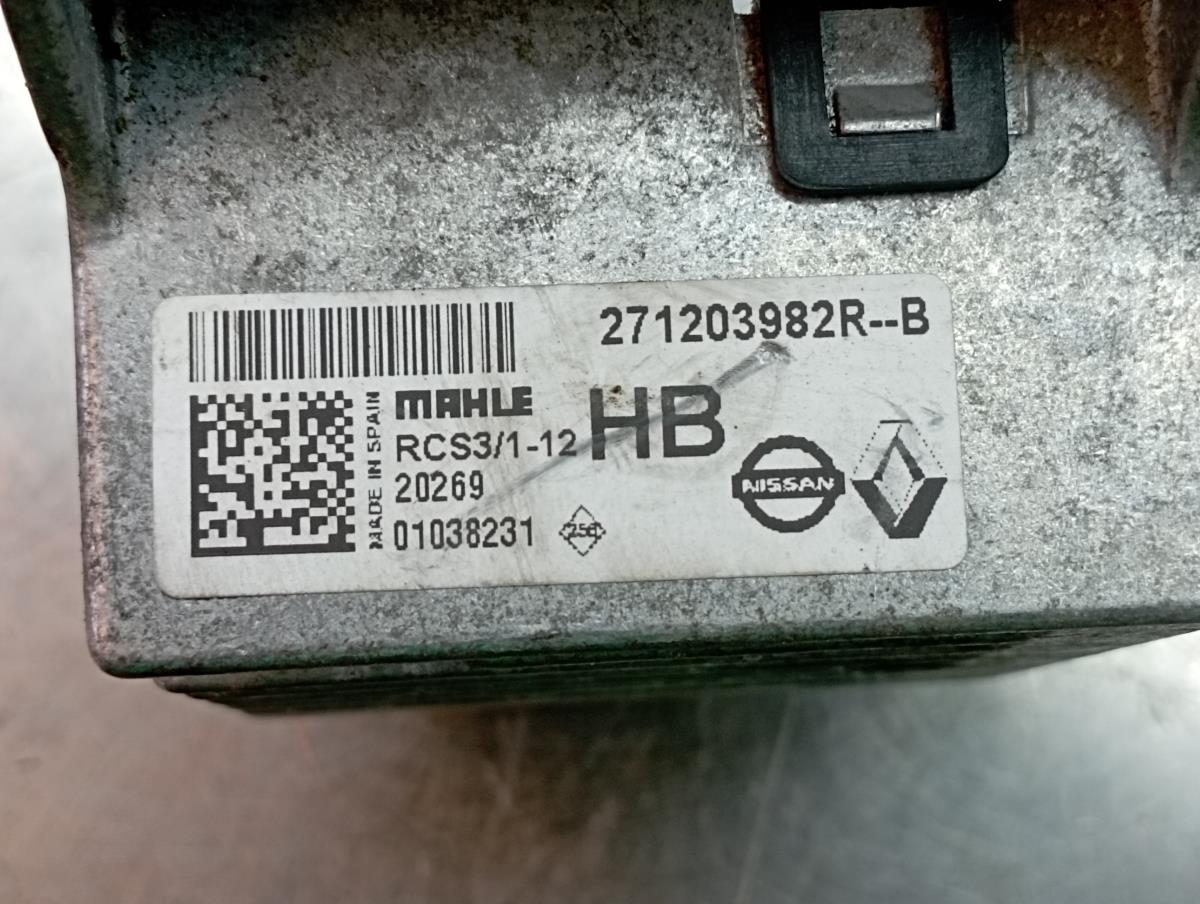 271203982R--B
MAHLE
HB
RCS3/1-12
20269
01038231
MADE IN SPAIN
NISSAN